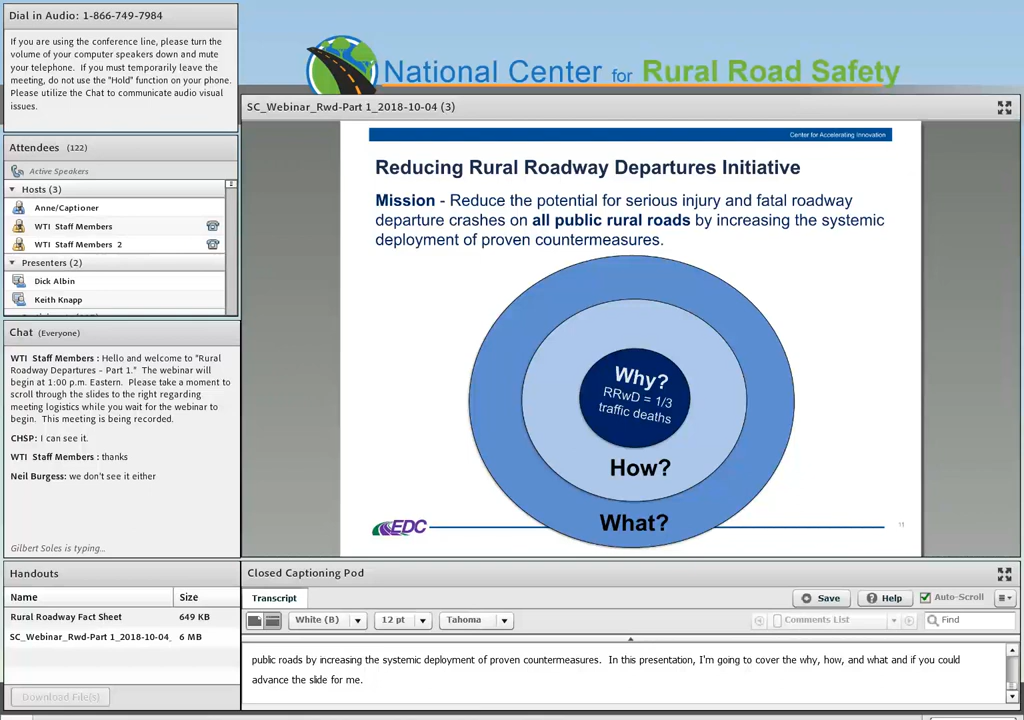 Dial in Audio: 1-866-749-7984
If you are using the conference line, please turn the
volume of your computer speakers down and mute
your telephone. If you must temporarily leave the
meeting, do not use the "Hold" function on your phone.
Please utilize the Chat to communicate audio visual
issues.
National Center for Rural Road Safety
Attendees (122)
Active Speakers
Hosts (3)
Anne/Captioner
WTI Staff Members
WTI Staff Members 2
Presenters (2)
Dick Albin
Keith Knapp
Chat (Everyone)
WTI Staff Members : Hello and welcome to "Rural
Roadway Departures - Part 1." The webinar will
begin at 1:00 p.m. Eastern. Please take a moment to
scroll through the slides to the right regarding
meeting logistics while you wait for the webinar to
begin. This meeting is being recorded.
CHSP: I can see it.
WTI Staff Members : thanks
Neil Burgess: we don't see it either
Gilbert Soles is typing...
SC_Webinar_Rwd-Part 1_2018-10-04 (3)
Center for Accelerating Innovation
Reducing Rural Roadway Departures Initiative
Mission - Reduce the potential for serious injury and fatal roadway
departure crashes on all public rural roads by increasing the systemic
deployment of proven countermeasures.
Why?
RRwD = 1/3
traffic deaths
How?
What?
EDC
11
Handouts
Name Size
Rural Roadway Fact Sheet 649 KB
SC_Webinar_Rwd-Part 1_2018-10-04_ 6 MB
Download File(s)
Closed Captioning Pod
Transcript Save Help Auto-Scroll
White (B) 12 pt Tahoma Comments List Find
public roads by increasing the systemic deployment of proven countermeasures. In this presentation, I'm going to cover the why, how, and what and if you could
advance the slide for me.